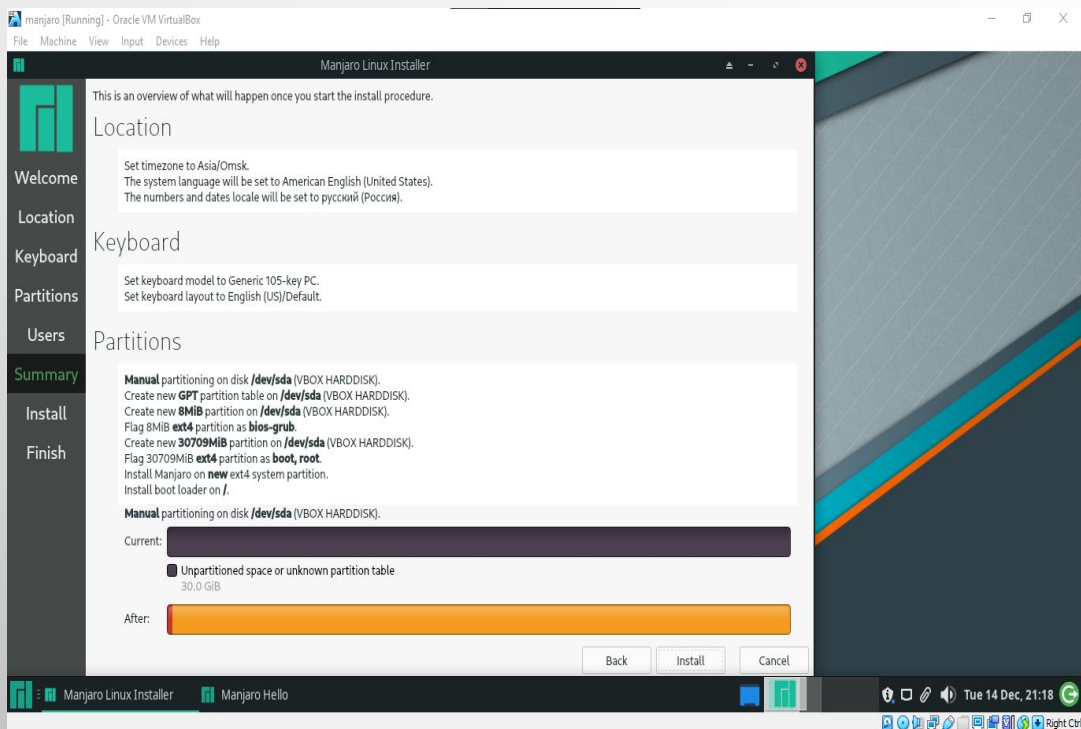 manjaro [Running] - Oracle VM VirtualBox
File Machine View Input Devices Help
Manjaro Linux Installer
This is an overview of what will happen once you start the install procedure.
Location
Set timezone to Asia/Omsk.
The system language will be set to American English (United States).
The numbers and dates locale will be set to русский (Россия).
Keyboard
Set keyboard model to Generic 105-key PC.
Set keyboard layout to English (US)/Default.
Partitions
Manual partitioning on disk /dev/sda (VBOX HARDDISK).
Create new GPT partition table on /dev/sda (VBOX HARDDISK).
Create new 8MiB partition on /dev/sda (VBOX HARDDISK).
Flag 8MiB ext4 partition as bios-grub.
Create new 30709MiB partition on /dev/sda (VBOX HARDDISK).
Flag 30709MiB ext4 partition as boot, root.
Install Manjaro on new ext4 system partition.
Install boot loader on /.
Manual partitioning on disk /dev/sda (VBOX HARDDISK).
Current:
Unpartitioned space or unknown partition table
30.0 GiB
After:
Welcome
Location
Keyboard
Partitions
Users
Summary
Install
Finish
Back Install Cancel
Manjaro Linux Installer Manjaro Hello Tue 14 Dec, 21:18
Right Ctrl